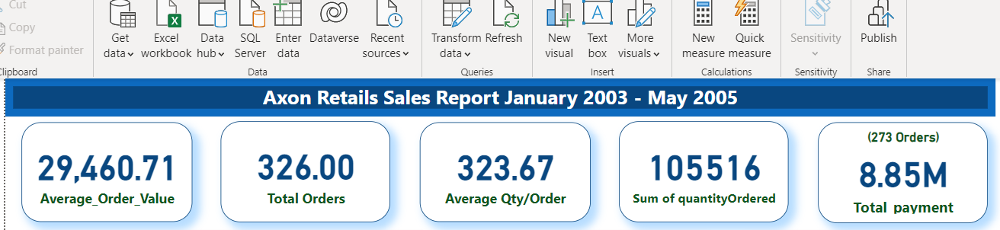 Cut
Copy
Format painter
Clipboard
Get data
Excel workbook
Data hub
SQL Server
Enter data
Dataverse
Recent sources
Data
Transform data
Refresh
Queries
New visual
Text box
More visuals
Insert
New measure
Quick measure
Calculations
Sensitivity
Sensitivity
Publish
Share
Axon Retails Sales Report January 2003 - May 2005
29,460.71
Average_Order_Value
326.00
Total Orders
323.67
Average Qty/Order
105516
Sum of quantityOrdered
(273 Orders)
8.85M
Total payment